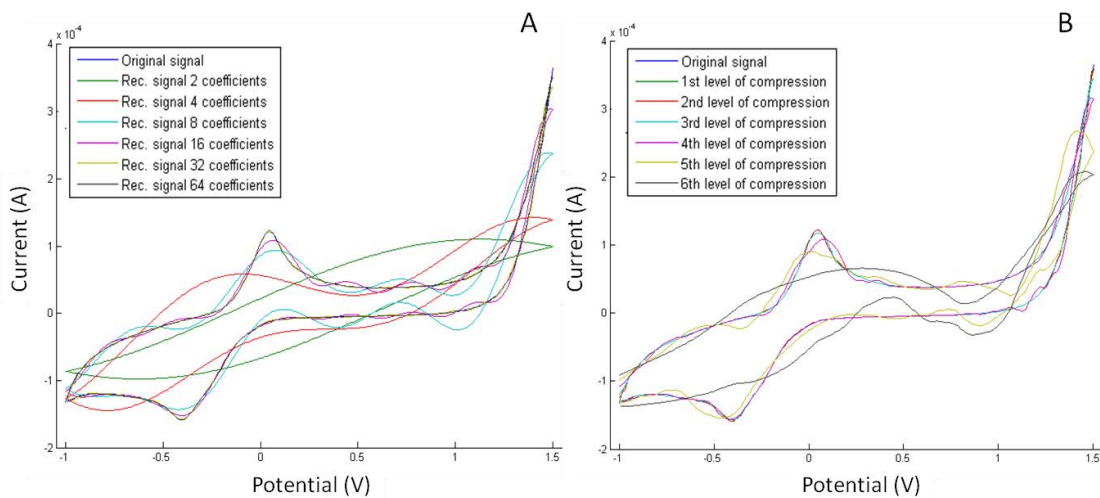 A
x 10-4
4
3
2
1
0
-1
-2
-1
-0.5
0
0.5
1
1.5
Current (A)
Potential (V)
Original signal
Rec. signal 2 coefficients
Rec. signal 4 coefficients
Rec. signal 8 coefficients
Rec. signal 16 coefficients
Rec. signal 32 coefficients
Rec. signal 64 coefficients
B
x 10-4
4
3
2
1
0
-1
-2
-1
-0.5
0
0.5
1
1.5
Current (A)
Potential (V)
Original signal
1st level of compression
2nd level of compression
3rd level of compression
4th level of compression
5th level of compression
6th level of compression